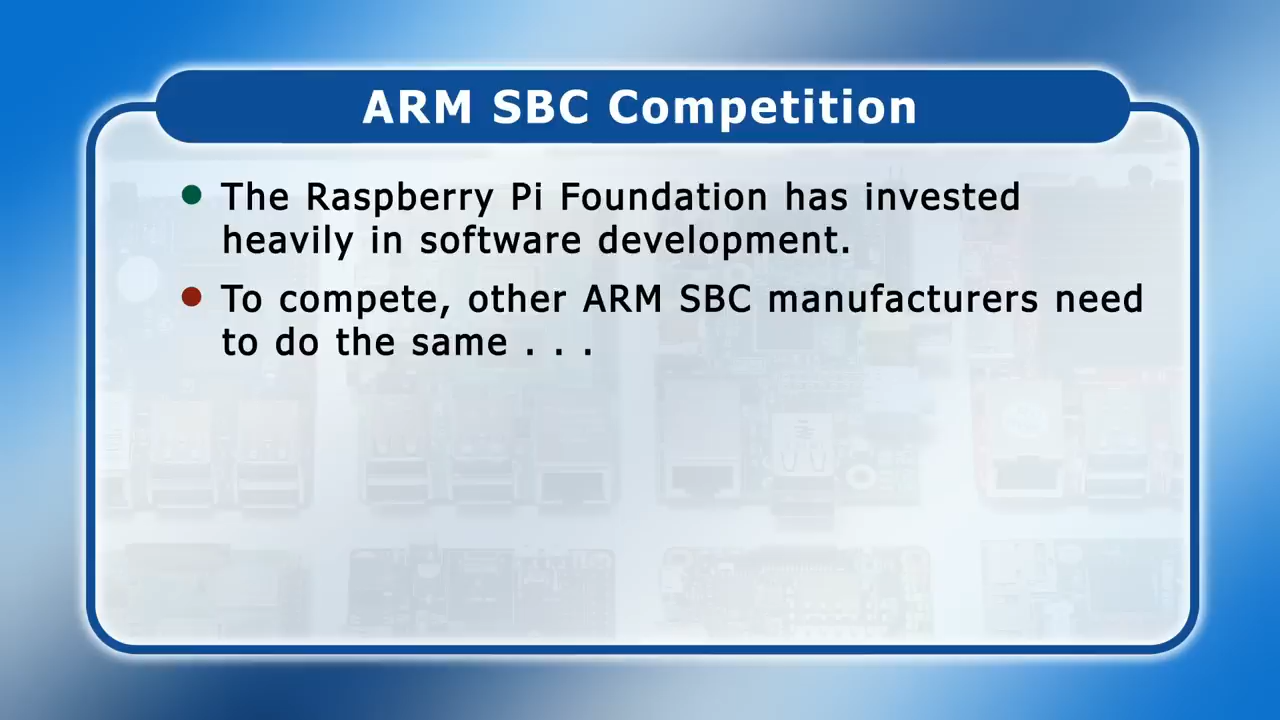 ARM SBC Competition
The Raspberry Pi Foundation has invested
heavily in software development.
To compete, other ARM SBC manufacturers need
to do the same . . .